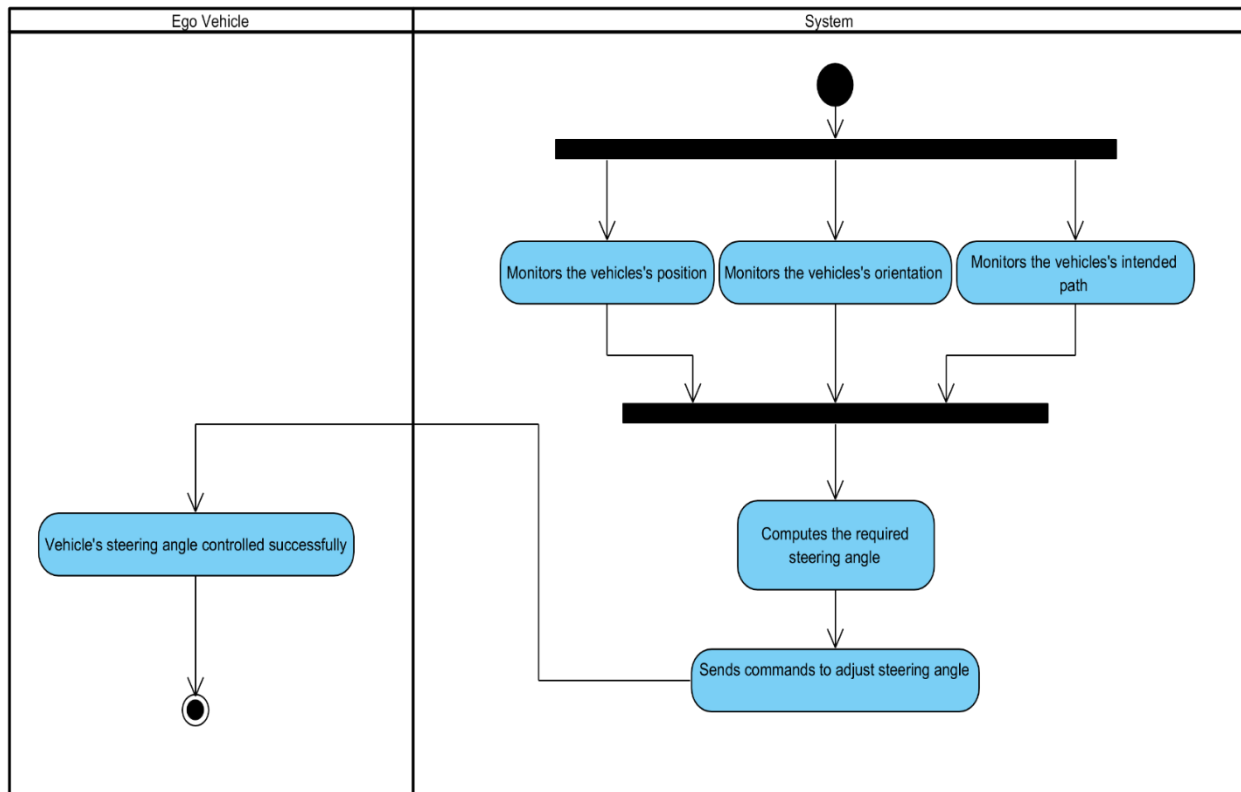 Ego Vehicle
System
Monitors the vehicles's position
Monitors the vehicles's orientation
Monitors the vehicles's intended
path
Computes the required
steering angle
Vehicle's steering angle controlled successfully
Sends commands to adjust steering angle